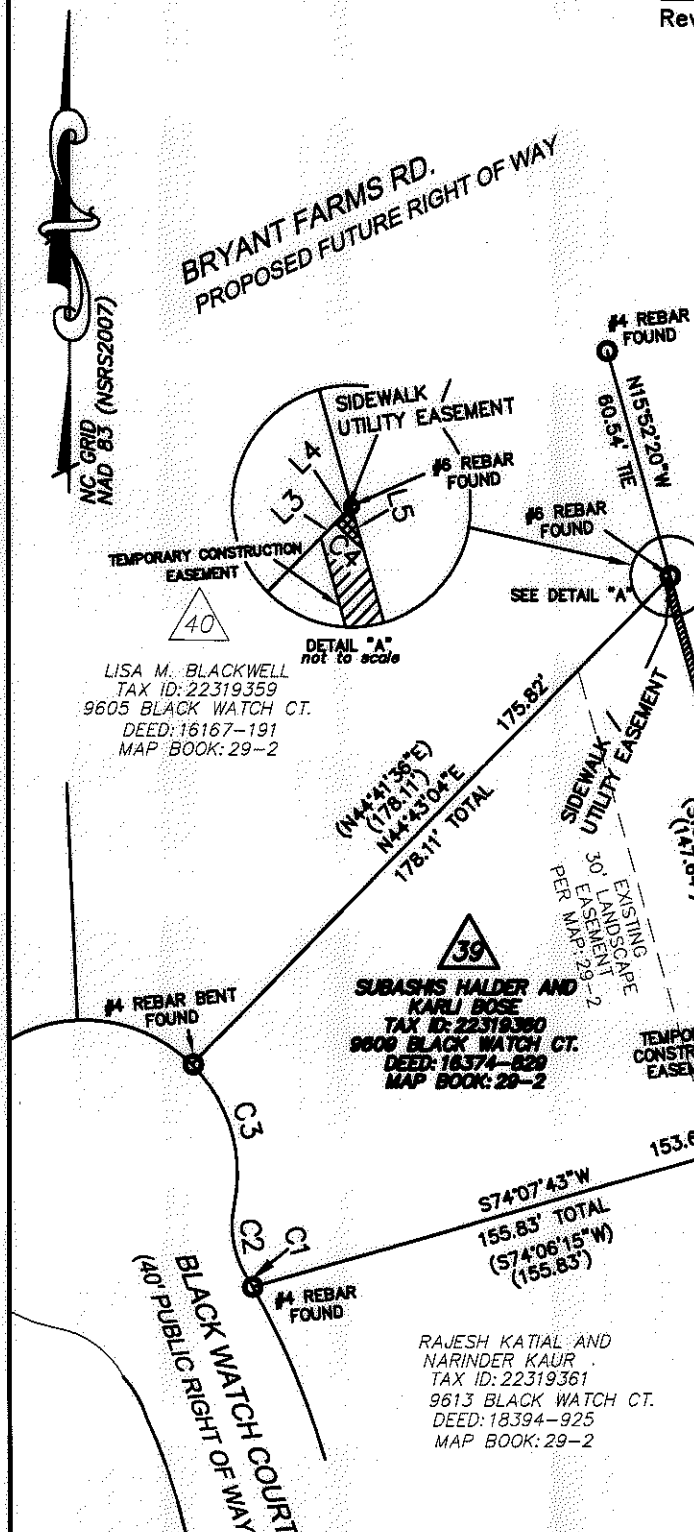 Rev
BRYANT FARMS RD.
PROPOSED FUTURE RIGHT OF WAY
NC GRID
NAD 83 (NSRS2007)
#4 REBAR
FOUND
N15°52'20"W
60.54' TIE
SIDEWALK /
UTILITY EASEMENT
L4
L3
#6 REBAR
FOUND
L5
C4
TEMPORARY CONSTRUCTION
EASEMENT
#6 REBAR
FOUND
SEE DETAIL "A"
DETAIL "A"
not to scale
40
LISA M. BLACKWELL
TAX ID: 22319359
9605 BLACK WATCH CT.
DEED: 16167-191
MAP BOOK: 29-2
175.82'
(N44°41'36"E)
(178.11')
N44°43'04"E
178.11' TOTAL
SIDEWALK /
UTILITY EASEMENT
(147.64'
EXISTING
30' LANDSCAPE
EASEMENT
PER MAP: 29-2
39
SUBASHIS HALDER AND
KARLI BOSE
TAX ID: 22319360
9609 BLACK WATCH CT.
DEED: 16374-829
MAP BOOK: 29-2
#4 REBAR BENT
FOUND
TEMPO
CONSTR
EASEM
C3
153.6
S74°07'43"W
155.83' TOTAL
(S74°06'15"W)
(155.83')
C2
C1
#4 REBAR
FOUND
BLACK WATCH COURT
(40' PUBLIC RIGHT OF WAY
RAJESH KATIAL AND
NARINDER KAUR
TAX ID: 22319361
9613 BLACK WATCH CT.
DEED: 18394-925
MAP BOOK: 29-2